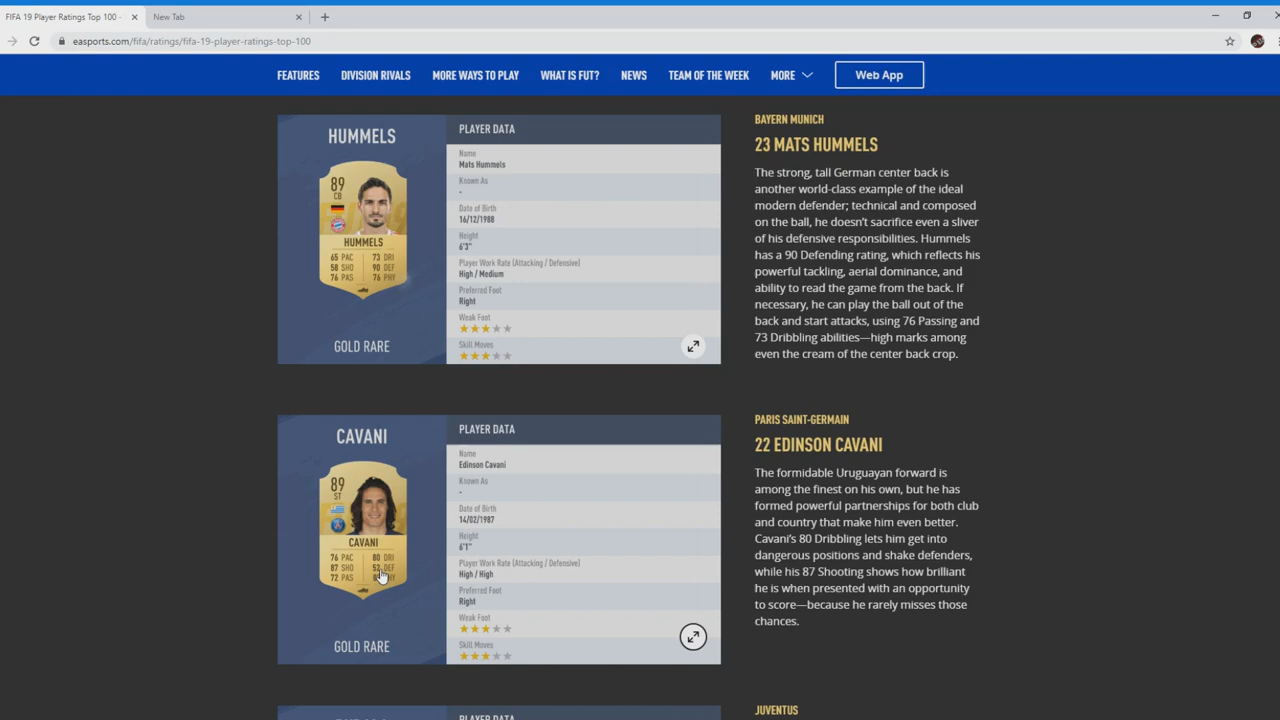 FIFA 19 Player Ratings Top 100 -
New Tab
easports.com/fifa/ratings/fifa-19-player-ratings-top-100
FEATURES DIVISION RIVALS MORE WAYS TO PLAY WHAT IS FUT? NEWS TEAM OF THE WEEK MORE Web App
HUMMELS
89
CB
HUMMELS
65 PAC 73 DRI
58 SHO 90 DEF
76 PAS 76 PHY
GOLD RARE
PLAYER DATA
Name
Mats Hummels
Known As
-
Date of Birth
16/12/1988
Height
6'3"
Player Work Rate (Attacking / Defensive)
High / Medium
Preferred Foot
Right
Weak Foot
Skill Moves
BAYERN MUNICH
23 MATS HUMMELS
The strong, tall German center back is
another world-class example of the ideal
modern defender; technical and composed
on the ball, he doesn't sacrifice even a sliver
of his defensive responsibilities. Hummels
has a 90 Defending rating, which reflects his
powerful tackling, aerial dominance, and
ability to read the game from the back. If
necessary, he can play the ball out of the
back and start attacks, using 76 Passing and
73 Dribbling abilities—high marks among
even the cream of the center back crop.
CAVANI
89
ST
CAVANI
76 PAC 80 DRI
87 SHO 52 DEF
72 PAS
GOLD RARE
PLAYER DATA
Name
Edinson Cavani
Known As
-
Date of Birth
14/02/1987
Height
6'1"
Player Work Rate (Attacking / Defensive)
High / High
Preferred Foot
Right
Weak Foot
Skill Moves
PARIS SAINT-GERMAIN
22 EDINSON CAVANI
The formidable Uruguayan forward is
among the finest on his own, but he has
formed powerful partnerships for both club
and country that make him even better.
Cavani's 80 Dribbling lets him get into
dangerous positions and shake defenders,
while his 87 Shooting shows how brilliant
he is when presented with an opportunity
to score—because he rarely misses those
chances.
PLAYER DATA
JUVENTUS